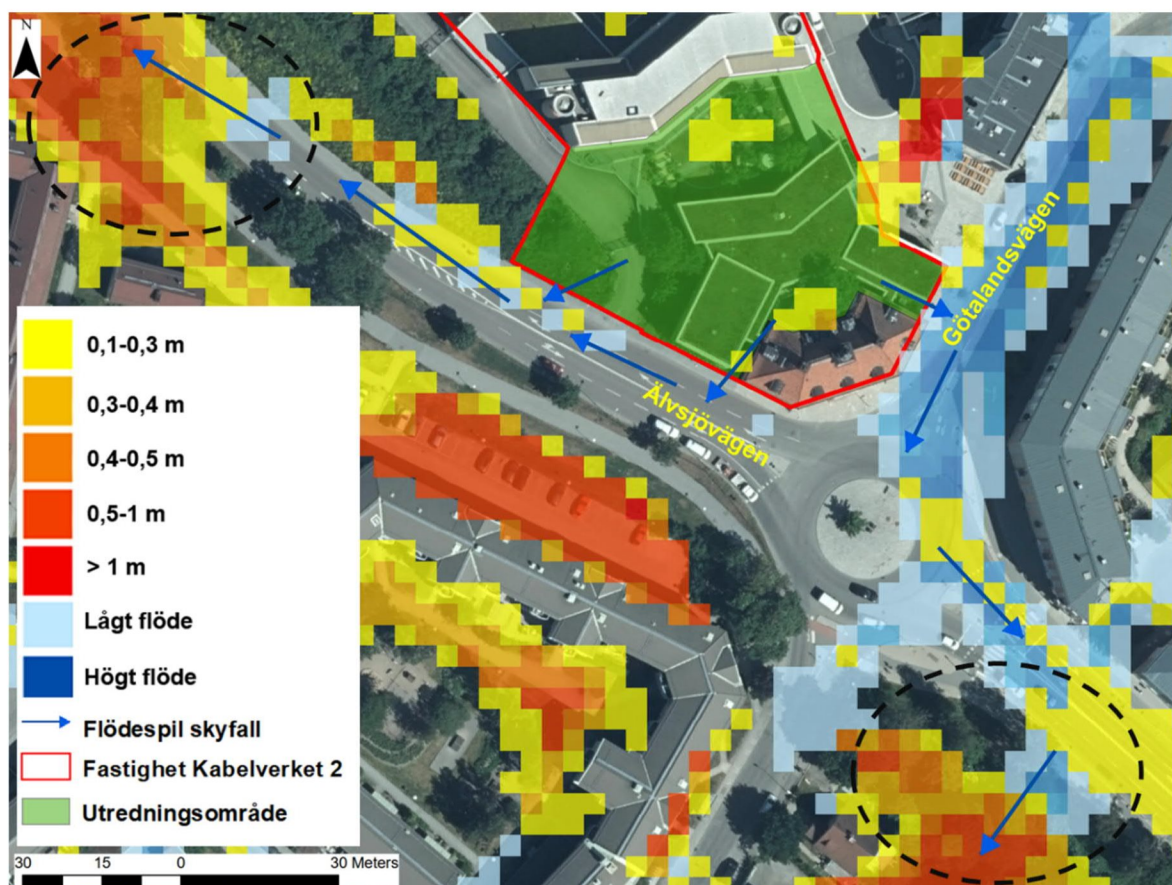 N
Götalandsvägen
Älvsjövägen
0,1-0,3 m
0,3-0,4 m
0,4-0,5 m
0,5-1 m
> 1 m
Lågt flöde
Högt flöde
Flödespil skyfall
Fastighet Kabelverket 2
Utredningsområde
30 15 0 30 Meters